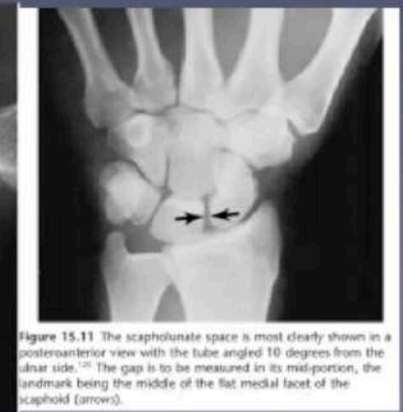 Figure 15.11 The scapholunate space is most clearly shown in a
posteroanterior view with the tube angled 10 degrees from the
ulnar side. The gap is to be measured in its mid-portion, the
landmark being the middle of the flat medial facet of the
scaphoid (arrows).